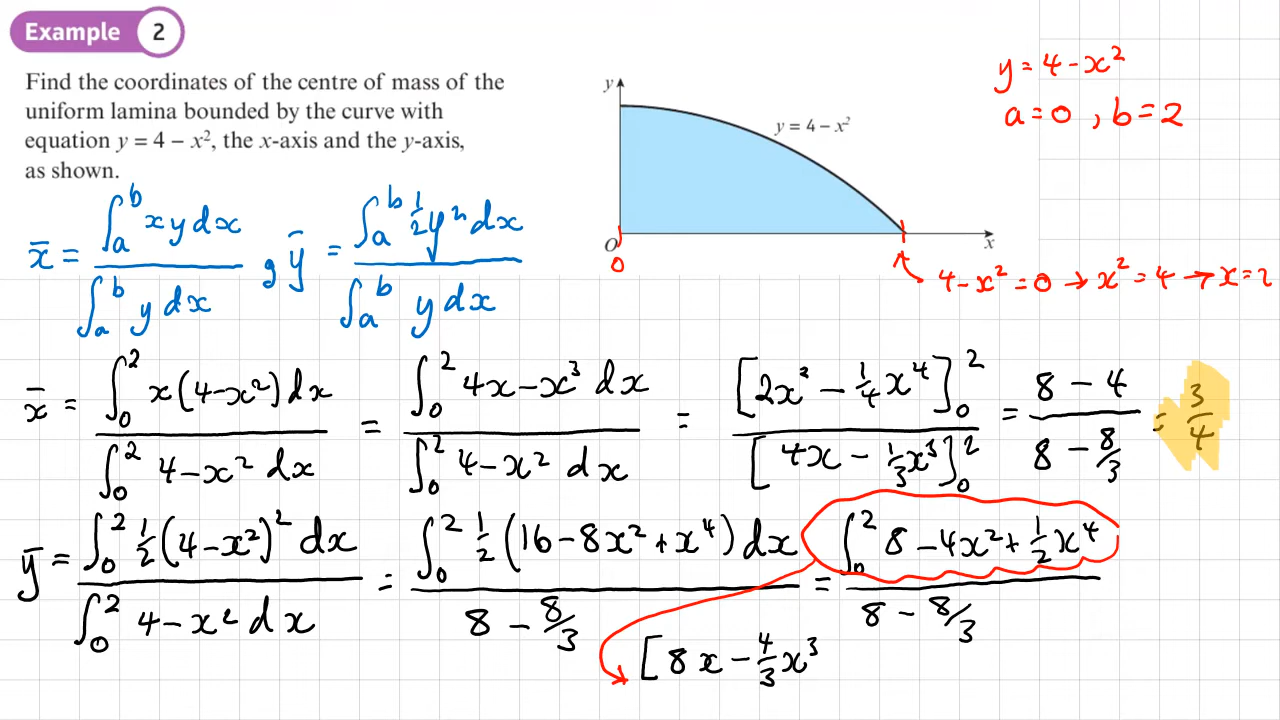 Example 2
Find the coordinates of the centre of mass of the
uniform lamina bounded by the curve with
equation y = 4 − x², the x-axis and the y-axis,
as shown.
y
y = 4 − x²
O
x
0
y = 4 − x²
a = 0 , b = 2
4 − x² = 0 → x² = 4 → x = 2
x̄ = ∫ₐᵇ x y dx / ∫ₐᵇ y dx , ȳ = ∫ₐᵇ ½y² dx / ∫ₐᵇ y dx
x̄ = ∫₀² x(4−x²) dx / ∫₀² 4−x² dx = ∫₀² 4x−x³ dx / ∫₀² 4−x² dx = [2x² − ¼x⁴]₀² / [4x − ⅓x³]₀² = 8 − 4 / 8 − 8/3 = 3/4
ȳ = ∫₀² ½(4−x²)² dx / ∫₀² 4−x² dx = ∫₀² ½(16−8x²+x⁴) dx / 8 − 8/3 = ∫₀² 8 − 4x² + ½x⁴ / 8 − 8/3
[8x − 4/3 x³